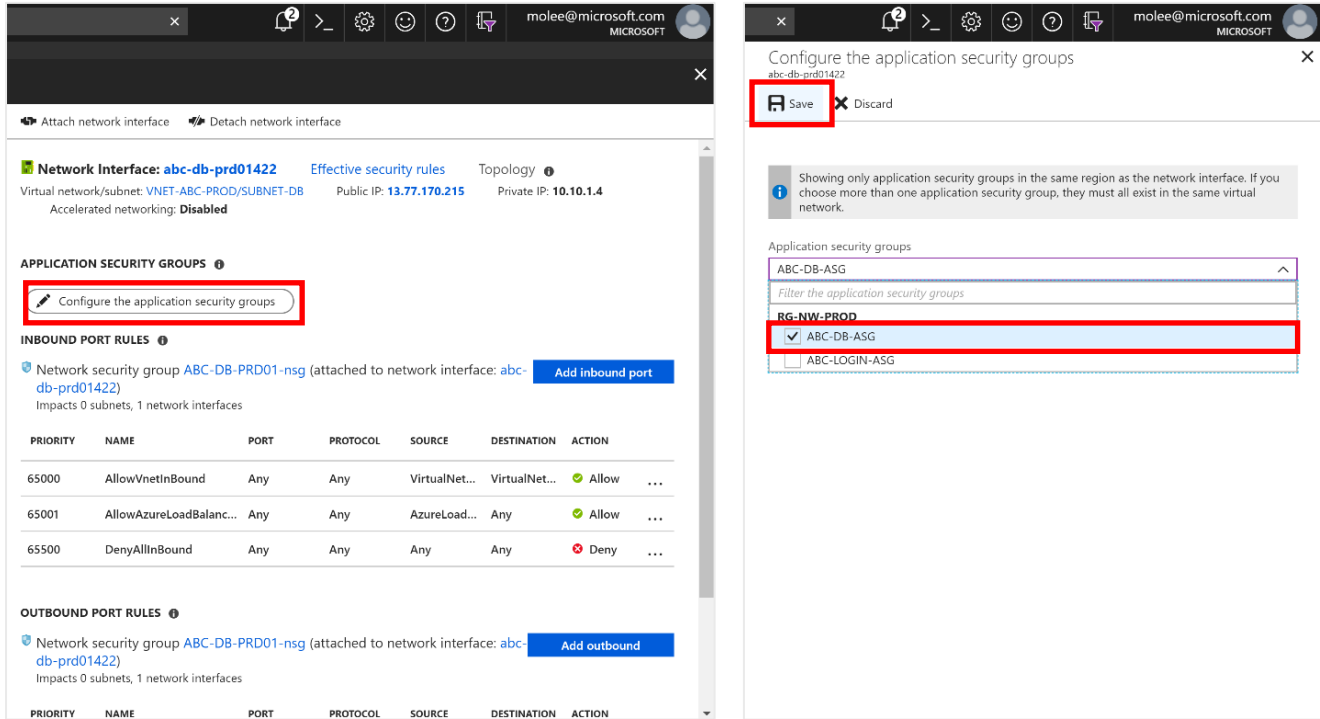 2
molee@microsoft.com
MICROSOFT
Attach network interface Detach network interface
Network Interface: abc-db-prd01422 Effective security rules Topology
Virtual network/subnet: VNET-ABC-PROD/SUBNET-DB Public IP: 13.77.170.215 Private IP: 10.10.1.4
Accelerated networking: Disabled
APPLICATION SECURITY GROUPS
Configure the application security groups
INBOUND PORT RULES
Network security group ABC-DB-PRD01-nsg (attached to network interface: abc-
db-prd01422)
Impacts 0 subnets, 1 network interfaces
Add inbound port
PRIORITY NAME PORT PROTOCOL SOURCE DESTINATION ACTION
65000 AllowVnetInBound Any Any VirtualNet... VirtualNet... Allow ...
65001 AllowAzureLoadBalanc... Any Any AzureLoad... Any Allow ...
65500 DenyAllInBound Any Any Any Any Deny ...
OUTBOUND PORT RULES
Network security group ABC-DB-PRD01-nsg (attached to network interface: abc-
db-prd01422)
Impacts 0 subnets, 1 network interfaces
Add outbound
PRIORITY NAME PORT PROTOCOL SOURCE DESTINATION ACTION
2
molee@microsoft.com
MICROSOFT
Configure the application security groups
abc-db-prd01422
Save Discard
Showing only application security groups in the same region as the network interface. If you
choose more than one application security group, they must all exist in the same virtual
network.
Application security groups
ABC-DB-ASG
Filter the application security groups
RG-NW-PROD
ABC-DB-ASG
ABC-LOGIN-ASG